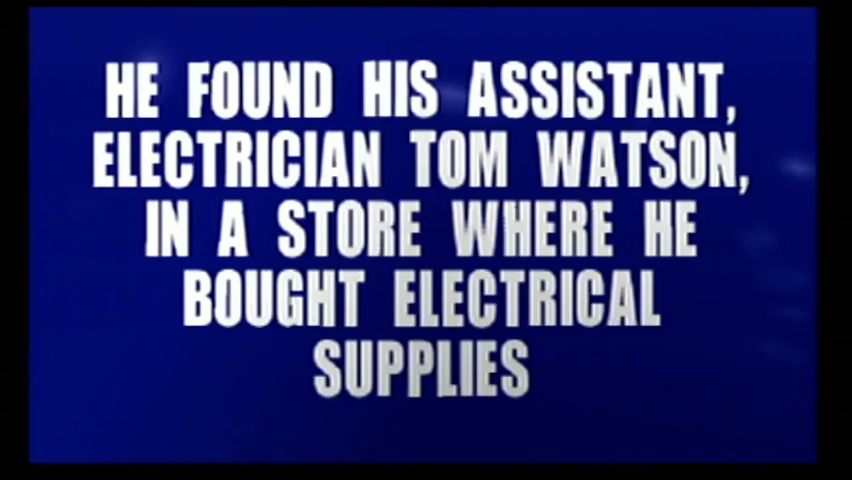 HE FOUND HIS ASSISTANT,
ELECTRICIAN TOM WATSON,
IN A STORE WHERE HE
BOUGHT ELECTRICAL
SUPPLIES